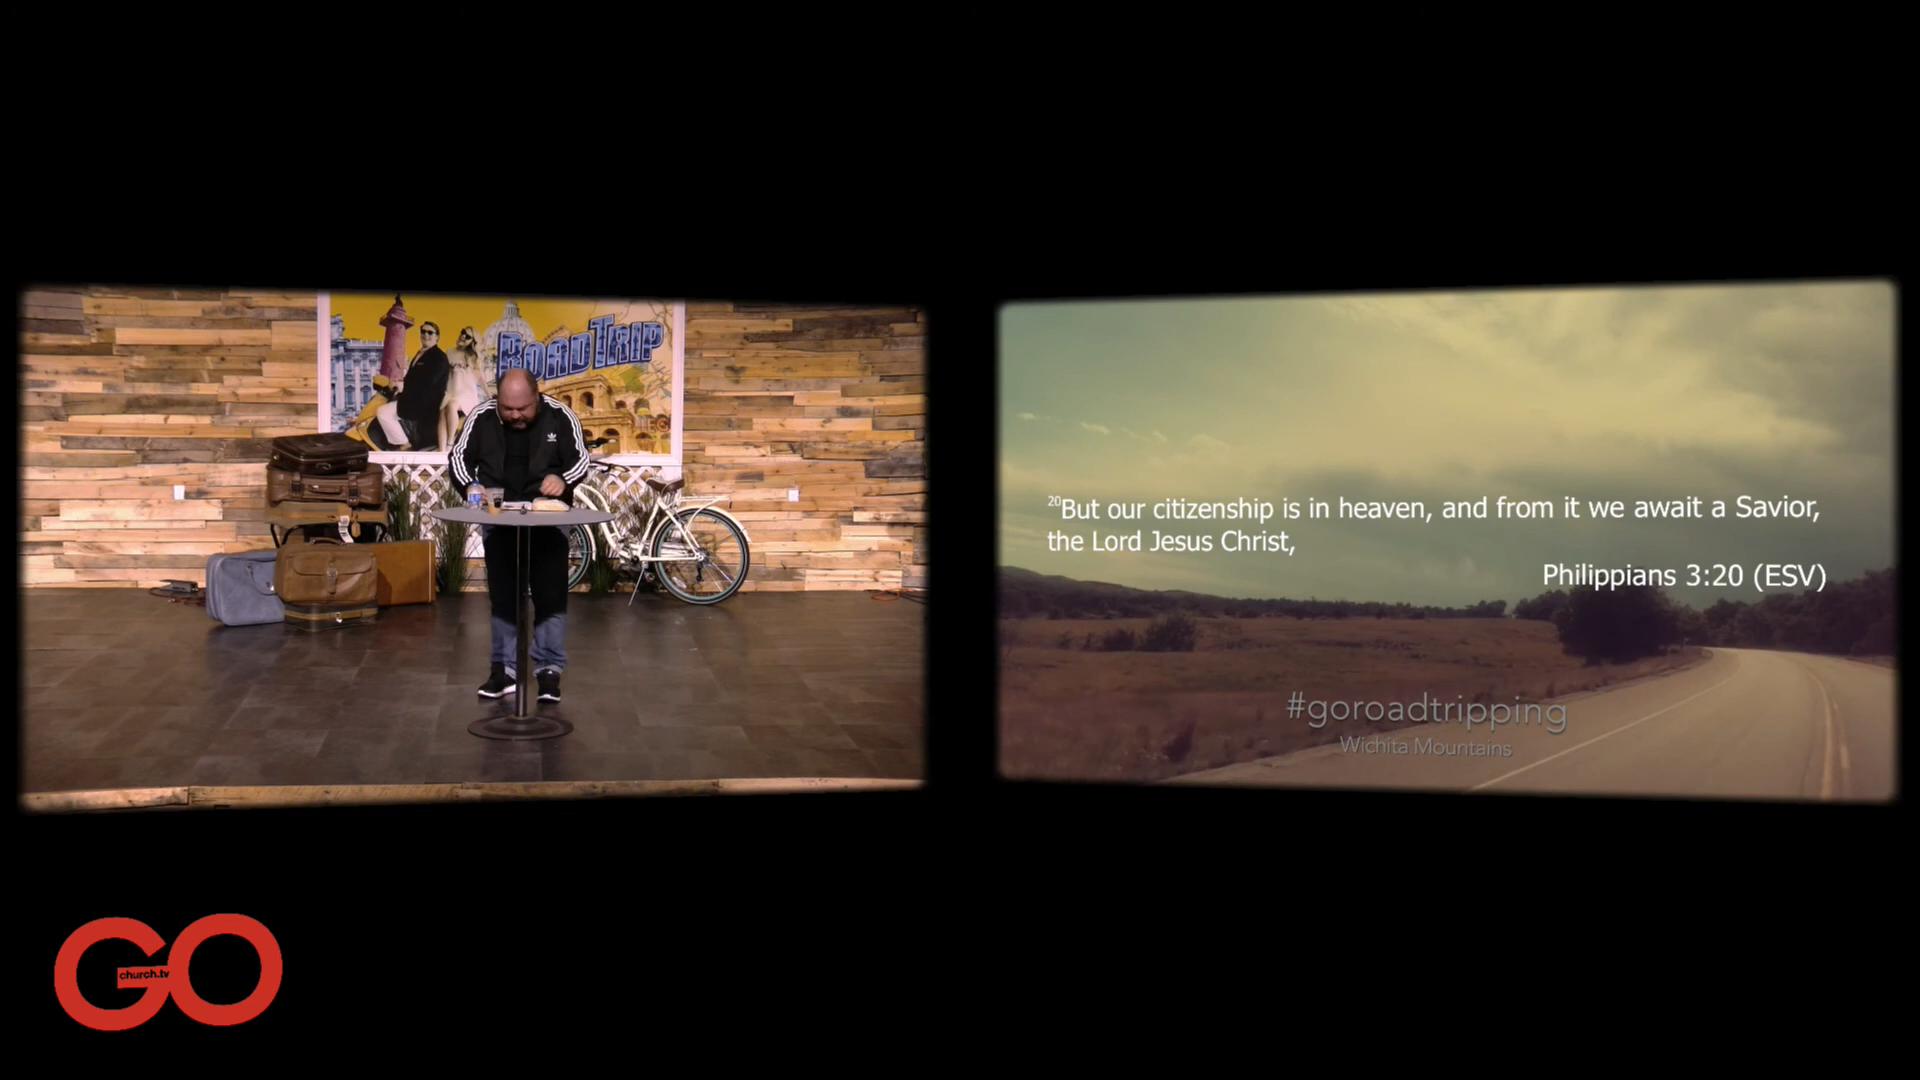 ROAD TRIP
20But our citizenship is in heaven, and from it we await a Savior,
the Lord Jesus Christ,
Philippians 3:20 (ESV)
#goroadtripping
Wichita Mountains
GO
church.tv